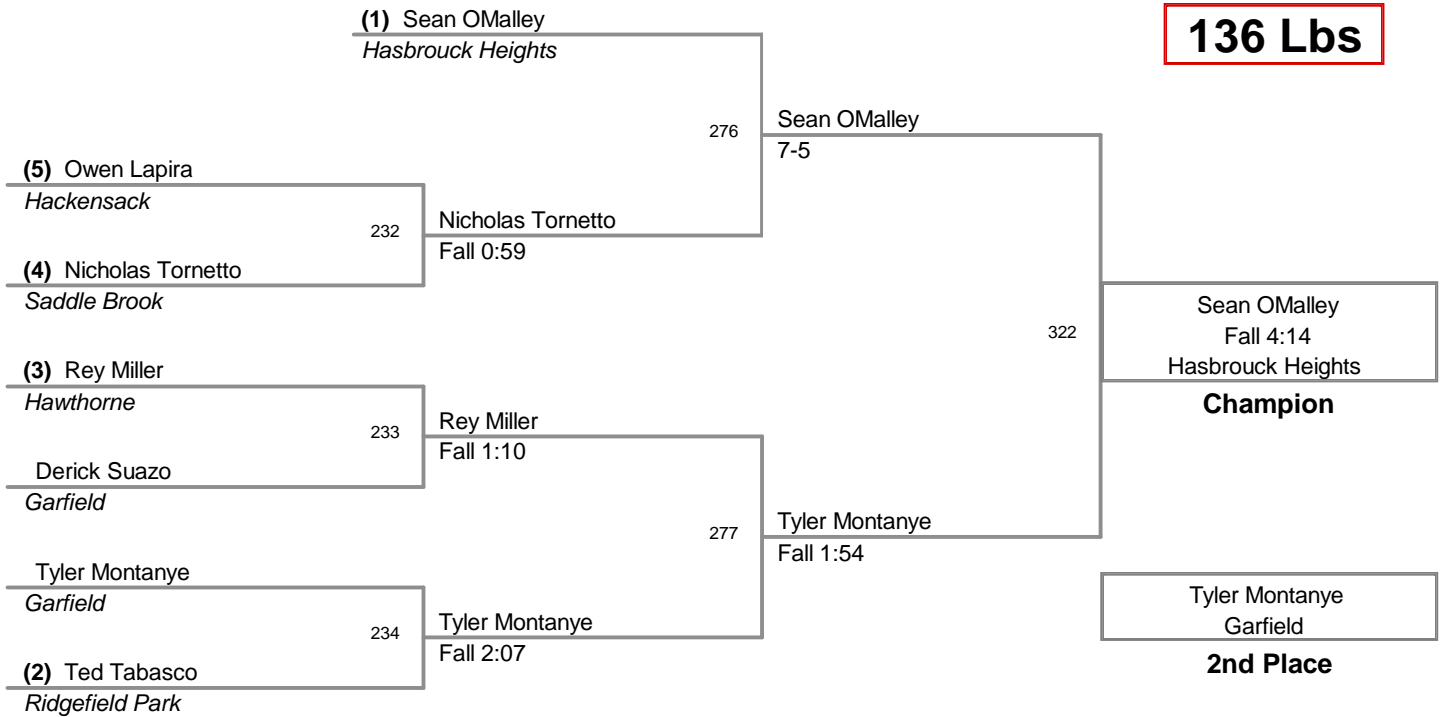 (1) Sean OMalley
Hasbrouck Heights
136 Lbs
276
Sean OMalley
7-5
(5) Owen Lapira
Hackensack
232
Nicholas Tornetto
Fall 0:59
(4) Nicholas Tornetto
Saddle Brook
322
Sean OMalley
Fall 4:14
Hasbrouck Heights
Champion
(3) Rey Miller
Hawthorne
233
Rey Miller
Fall 1:10
Derick Suazo
Garfield
277
Tyler Montanye
Fall 1:54
Tyler Montanye
Garfield
234
Tyler Montanye
Fall 2:07
(2) Ted Tabasco
Ridgefield Park
Tyler Montanye
Garfield
2nd Place